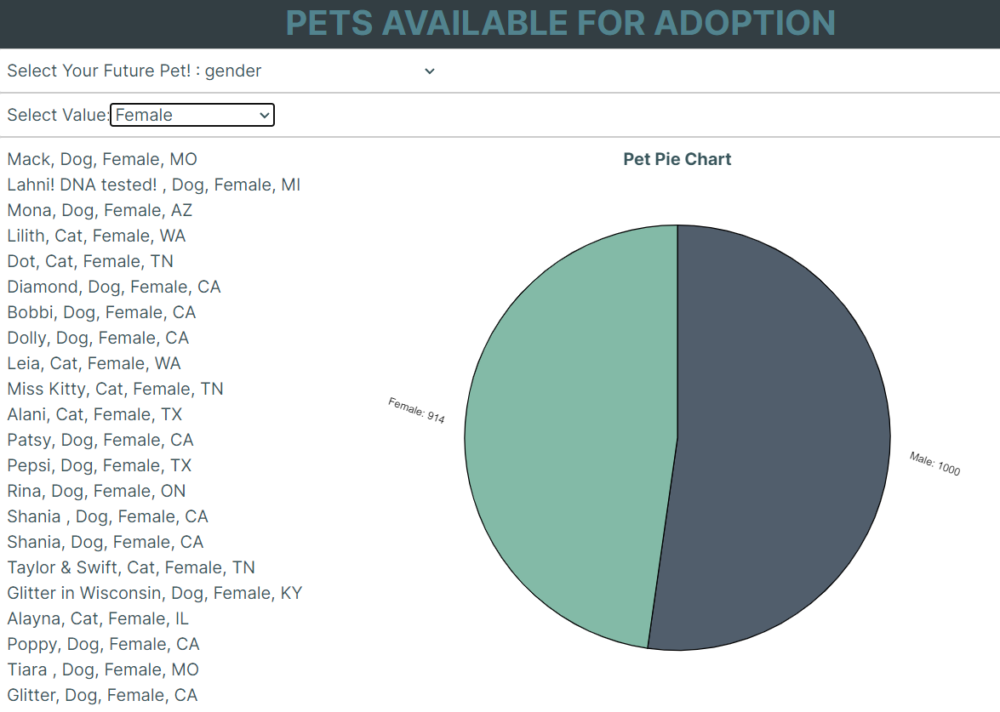 PETS AVAILABLE FOR ADOPTION
Select Your Future Pet! : gender
Select Value: Female
Mack, Dog, Female, MO
Lahni! DNA tested! , Dog, Female, MI
Mona, Dog, Female, AZ
Lilith, Cat, Female, WA
Dot, Cat, Female, TN
Diamond, Dog, Female, CA
Bobbi, Dog, Female, CA
Dolly, Dog, Female, CA
Leia, Cat, Female, WA
Miss Kitty, Cat, Female, TN
Alani, Cat, Female, TX
Patsy, Dog, Female, CA
Pepsi, Dog, Female, TX
Rina, Dog, Female, ON
Shania , Dog, Female, CA
Shania, Dog, Female, CA
Taylor & Swift, Cat, Female, TN
Glitter in Wisconsin, Dog, Female, KY
Alayna, Cat, Female, IL
Poppy, Dog, Female, CA
Tiara , Dog, Female, MO
Glitter, Dog, Female, CA
Pet Pie Chart
Female: 914
Male: 1000